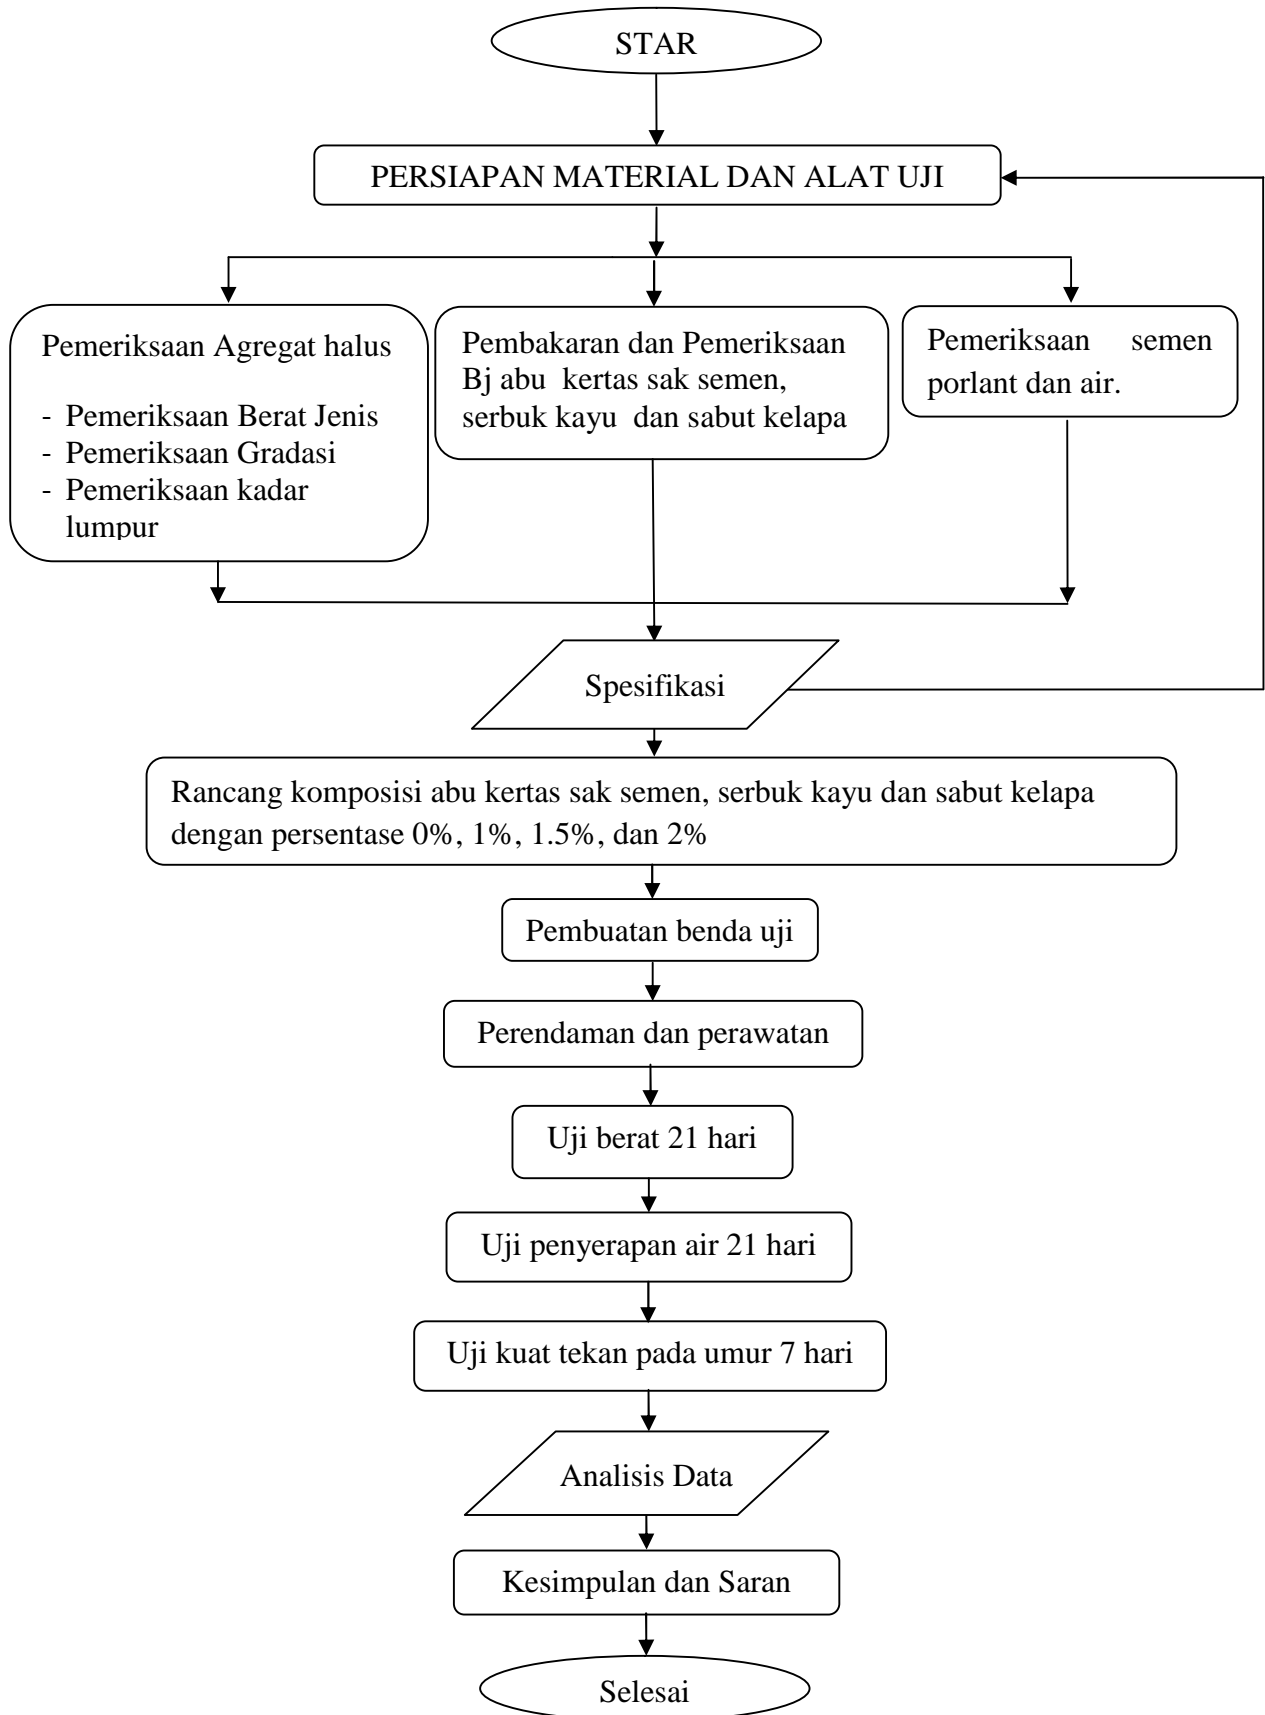 STAR
PERSIAPAN MATERIAL DAN ALAT UJI
Pemeriksaan Agregat halus
- Pemeriksaan Berat Jenis
- Pemeriksaan Gradasi
- Pemeriksaan kadar
lumpur
Pembakaran dan Pemeriksaan
Bj abu kertas sak semen,
serbuk kayu dan sabut kelapa
Pemeriksaan semen
porlant dan air.
Spesifikasi
Rancang komposisi abu kertas sak semen, serbuk kayu dan sabut kelapa
dengan persentase 0%, 1%, 1.5%, dan 2%
Pembuatan benda uji
Perendaman dan perawatan
Uji berat 21 hari
Uji penyerapan air 21 hari
Uji kuat tekan pada umur 7 hari
Analisis Data
Kesimpulan dan Saran
Selesai